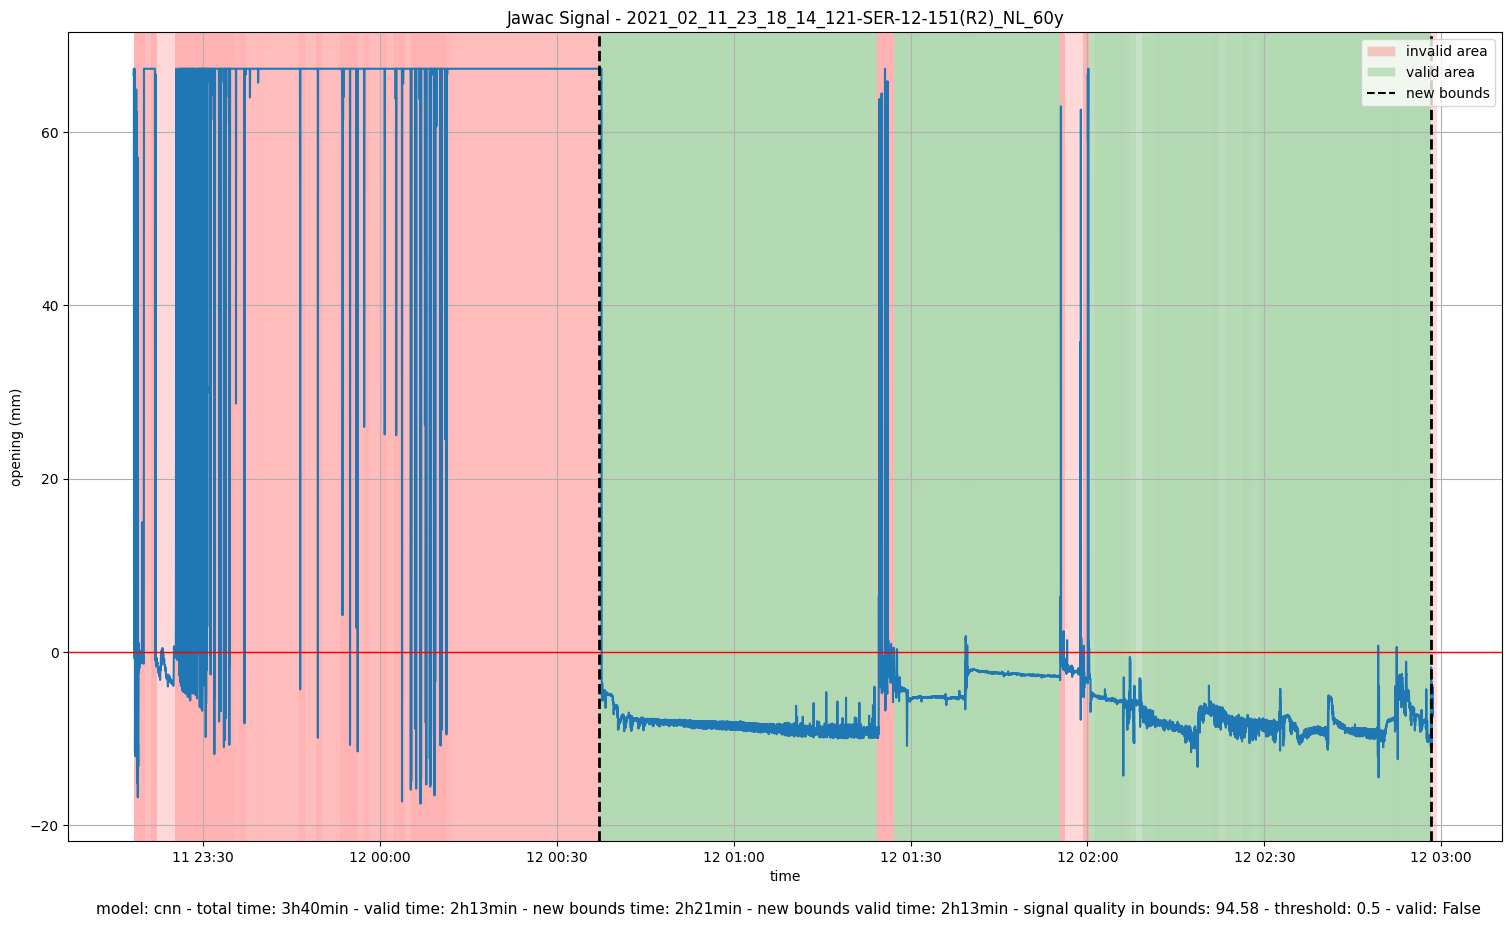 Jawac Signal - 2021_02_11_23_18_14_121-SER-12-151(R2)_NL_60y
invalid area
valid area
new bounds
opening (mm)
60
40
20
0
−20
11 23:30
12 00:00
12 00:30
12 01:00
12 01:30
12 02:00
12 02:30
12 03:00
time
model: cnn - total time: 3h40min - valid time: 2h13min - new bounds time: 2h21min - new bounds valid time: 2h13min - signal quality in bounds: 94.58 - threshold: 0.5 - valid: False